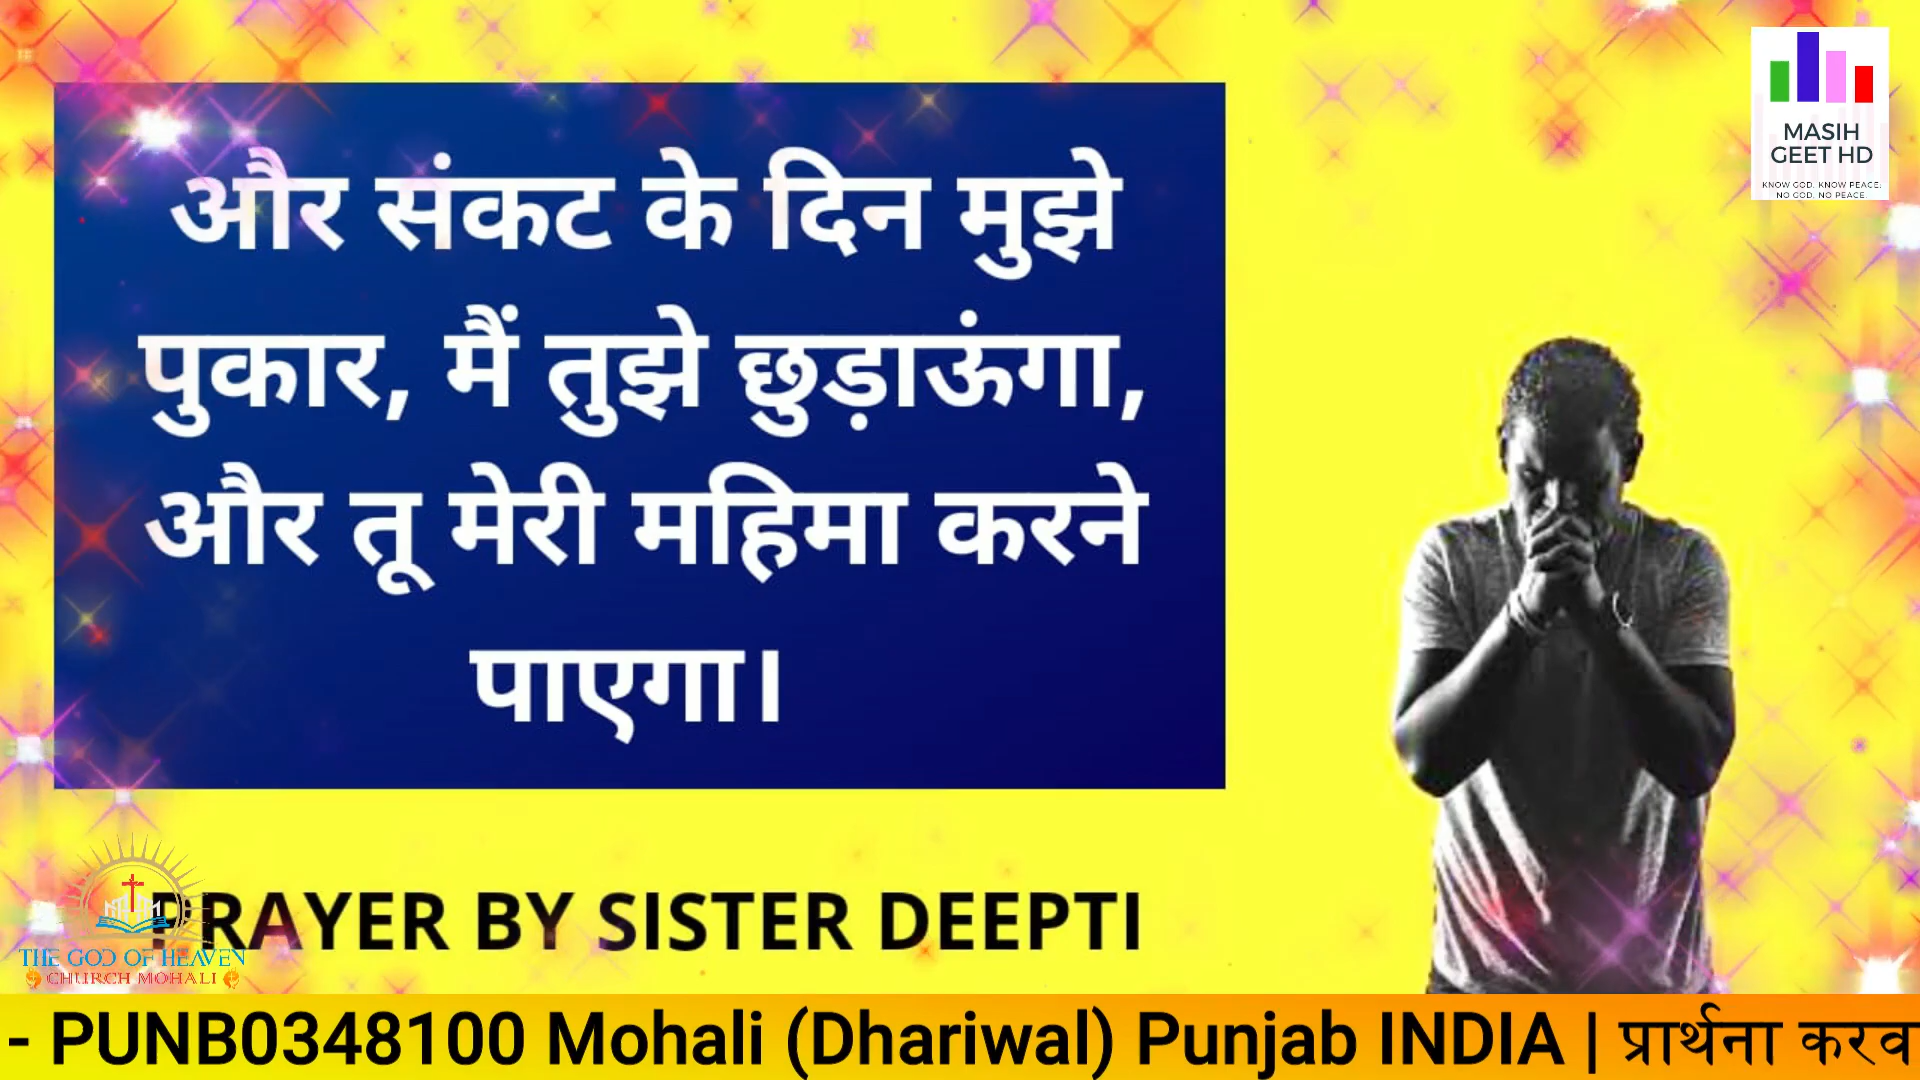 MASIH
GEET HD
KNOW GOD. KNOW PEACE.
NO GOD. NO PEACE.
और संकट के दिन मुझे
पुकार, मैं तुझे छुड़ाऊंगा,
और तू मेरी महिमा करने
पाएगा।
PRAYER BY SISTER DEEPTI
THE GOD OF HEAVEN
CHURCH MOHALI
- PUNB0348100 Mohali (Dhariwal) Punjab INDIA | प्रार्थना करव